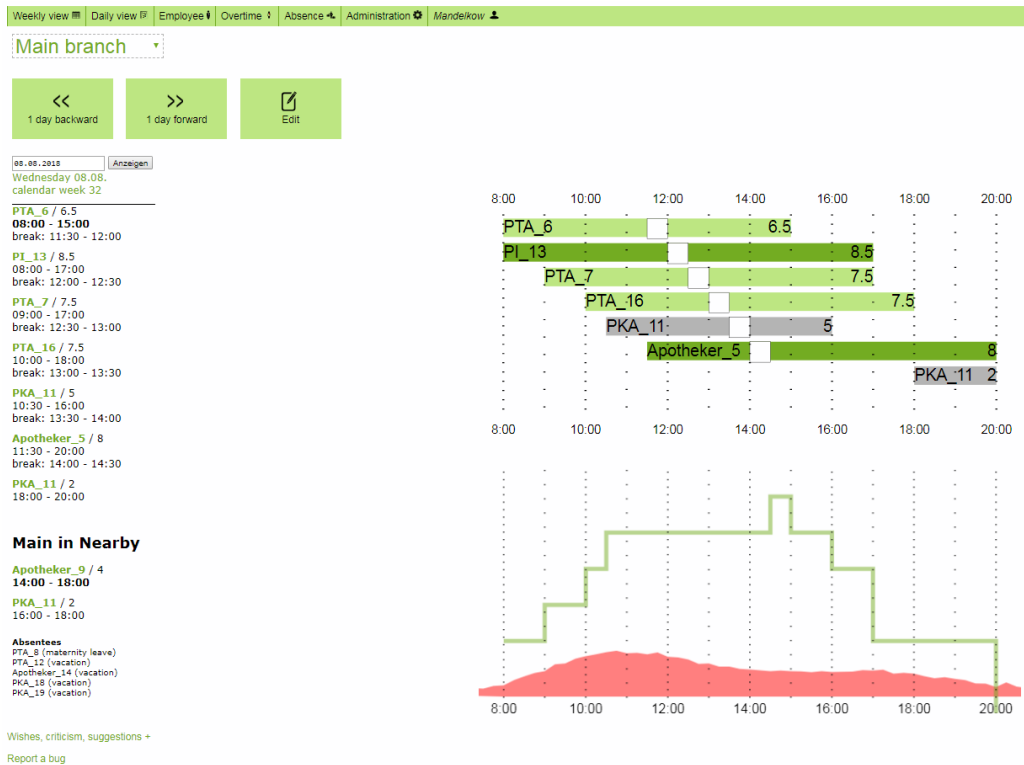 Weekly view Daily view Employee Overtime Absence Administration Mandelkow
Main branch
<< >>
1 day backward 1 day forward Edit
08.08.2018 Anzeigen
Wednesday 08.08.
calendar week 32
PTA_6 / 6.5
08:00 - 15:00
break: 11:30 - 12:00
PI_13 / 8.5
08:00 - 17:00
break: 12:00 - 12:30
PTA_7 / 7.5
09:00 - 17:00
break: 12:30 - 13:00
PTA_16 / 7.5
10:00 - 18:00
break: 13:00 - 13:30
PKA_11 / 5
10:30 - 16:00
break: 13:30 - 14:00
Apotheker_5 / 8
11:30 - 20:00
break: 14:00 - 14:30
PKA_11 / 2
18:00 - 20:00
Main in Nearby
Apotheker_9 / 4
14:00 - 18:00
PKA_11 / 2
16:00 - 18:00
Absentees
PTA_8 (maternity leave)
PTA_12 (vacation)
Apotheker_14 (vacation)
PKA_18 (vacation)
PKA_19 (vacation)
8:00 10:00 12:00 14:00 16:00 18:00 20:00
PTA_6 6.5
PI_13 8.5
PTA_7 7.5
PTA_16 7.5
PKA_11 5
Apotheker_5 8
PKA_11 2
8:00 10:00 12:00 14:00 16:00 18:00 20:00
8:00 10:00 12:00 14:00 16:00 18:00 20:00
Wishes, criticism, suggestions +
Report a bug